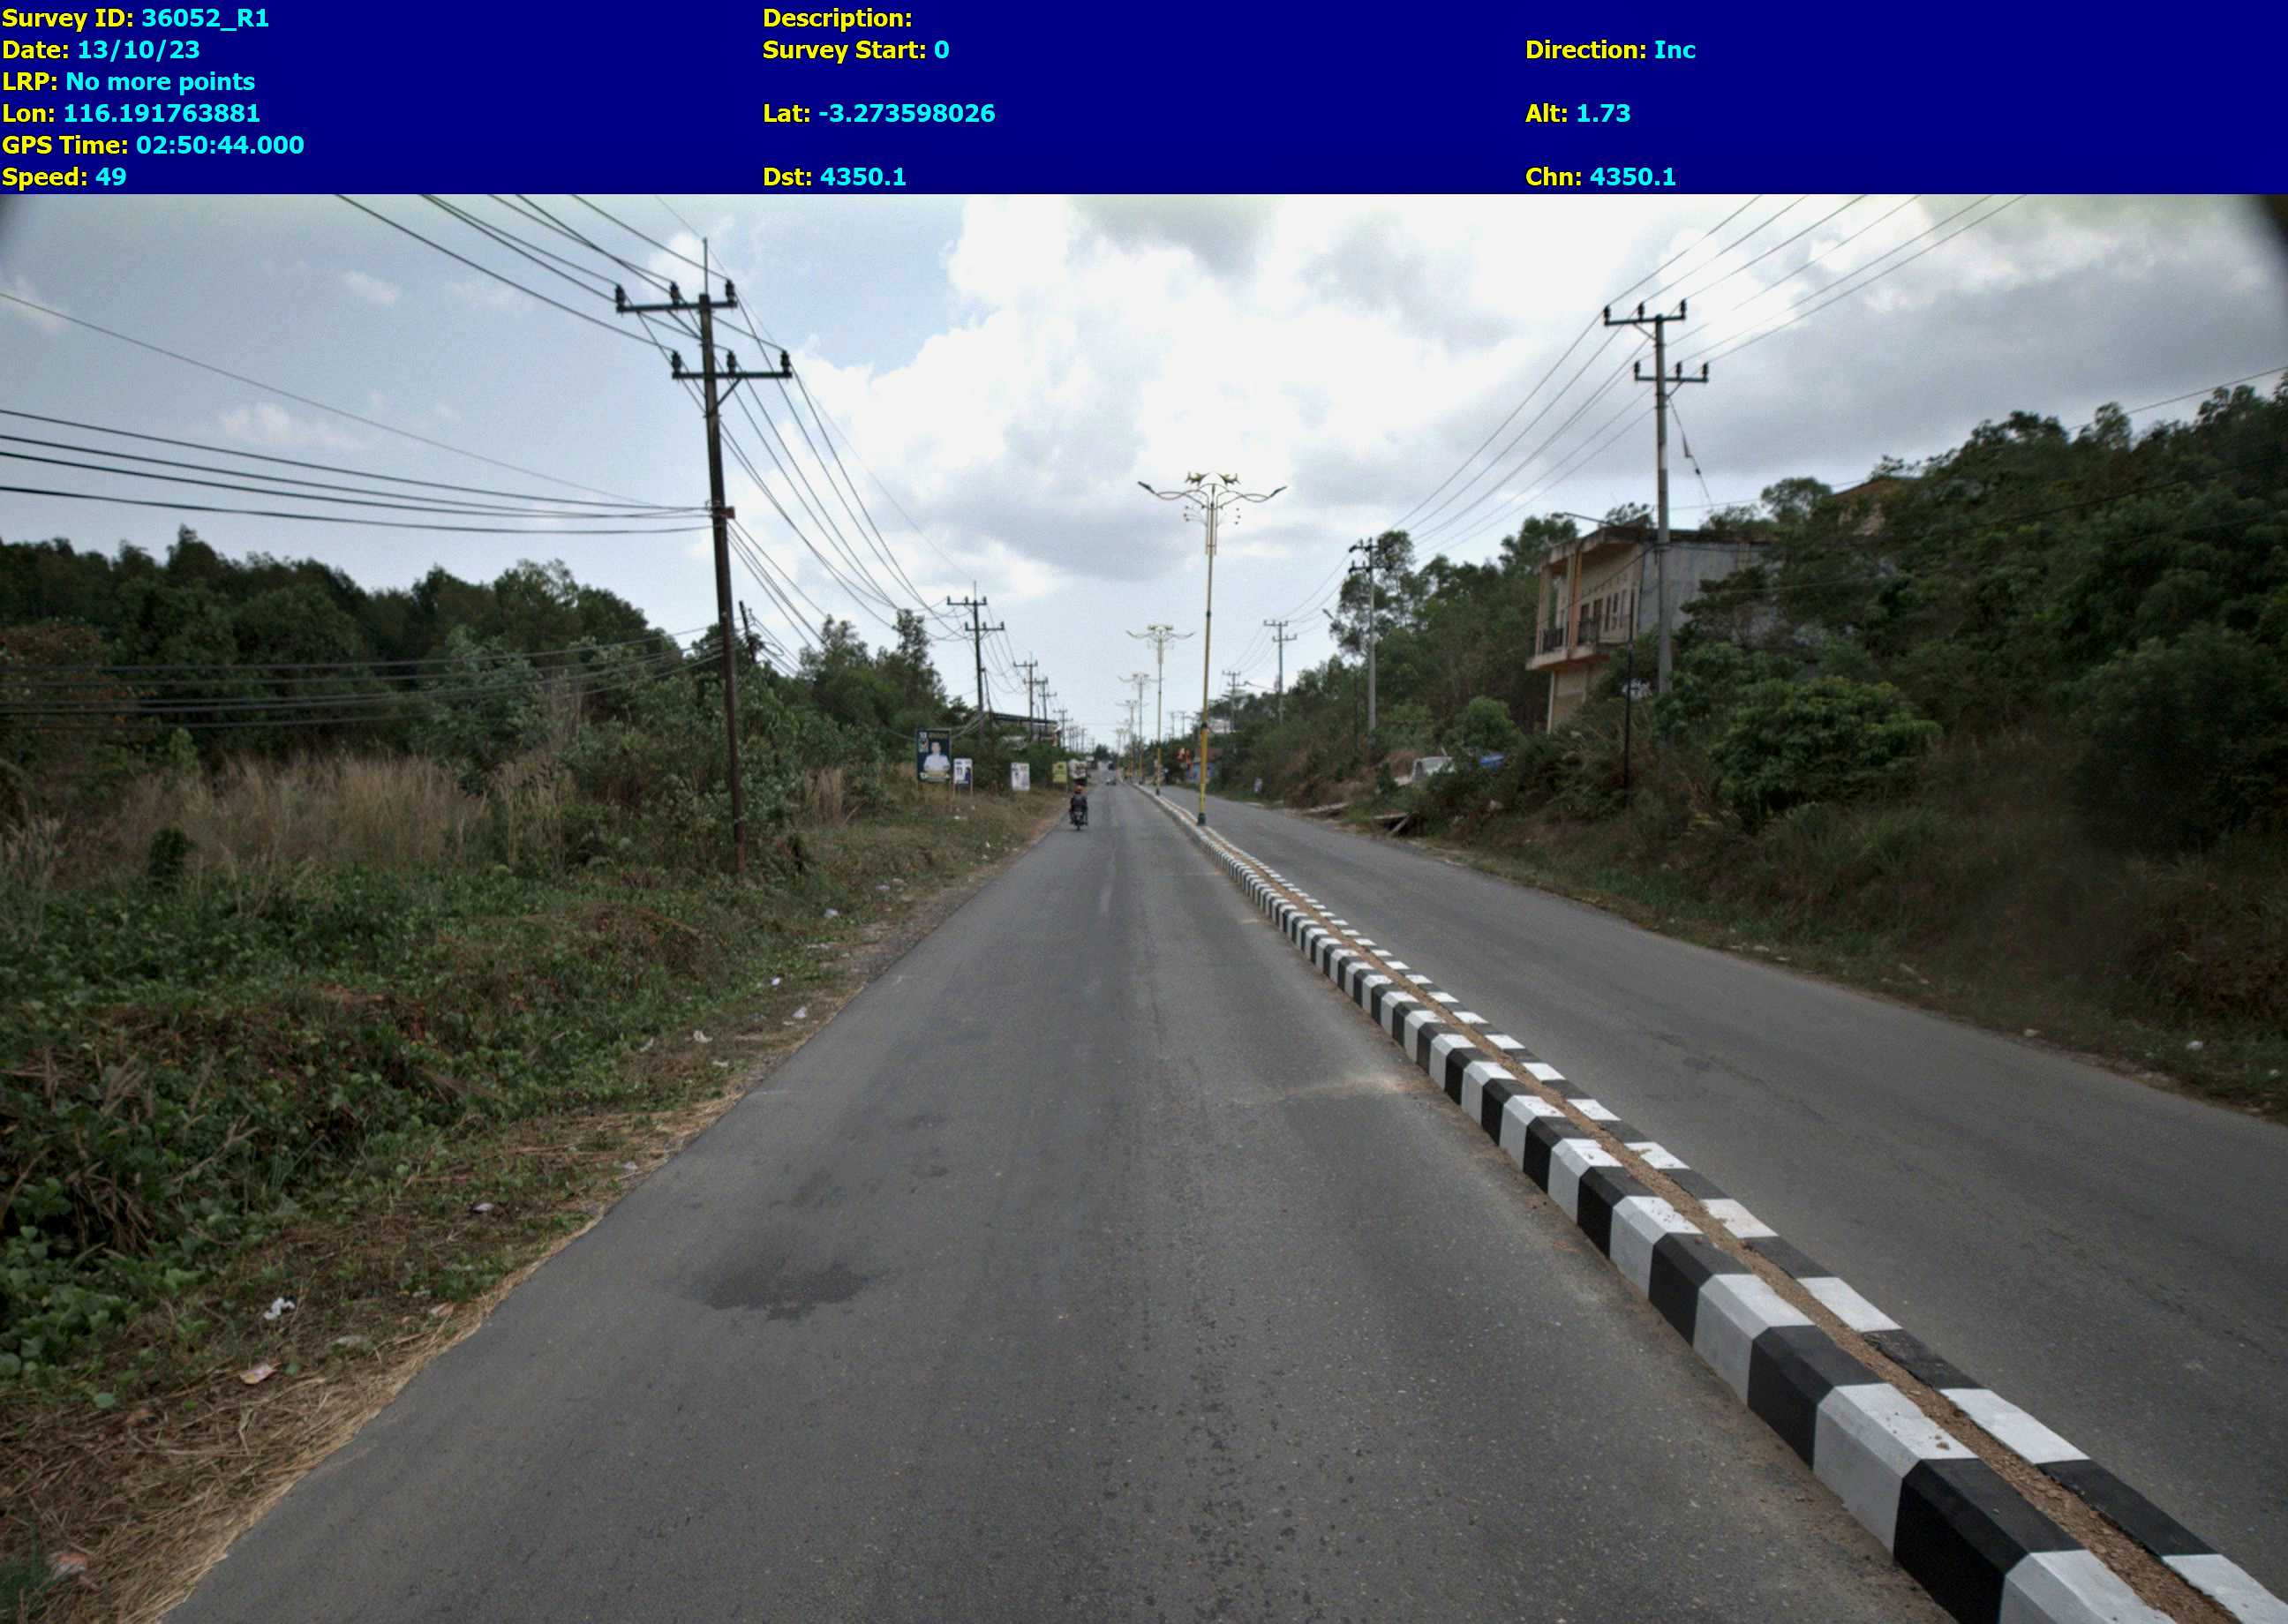 Survey ID: 36052_R1
Description:
Date: 13/10/23
Survey Start: 0
Direction: Inc
LRP: No more points
Lon: 116.191763881
Lat: -3.273598026
Alt: 1.73
GPS Time: 02:50:44.000
Speed: 49
Dst: 4350.1
Chn: 4350.1